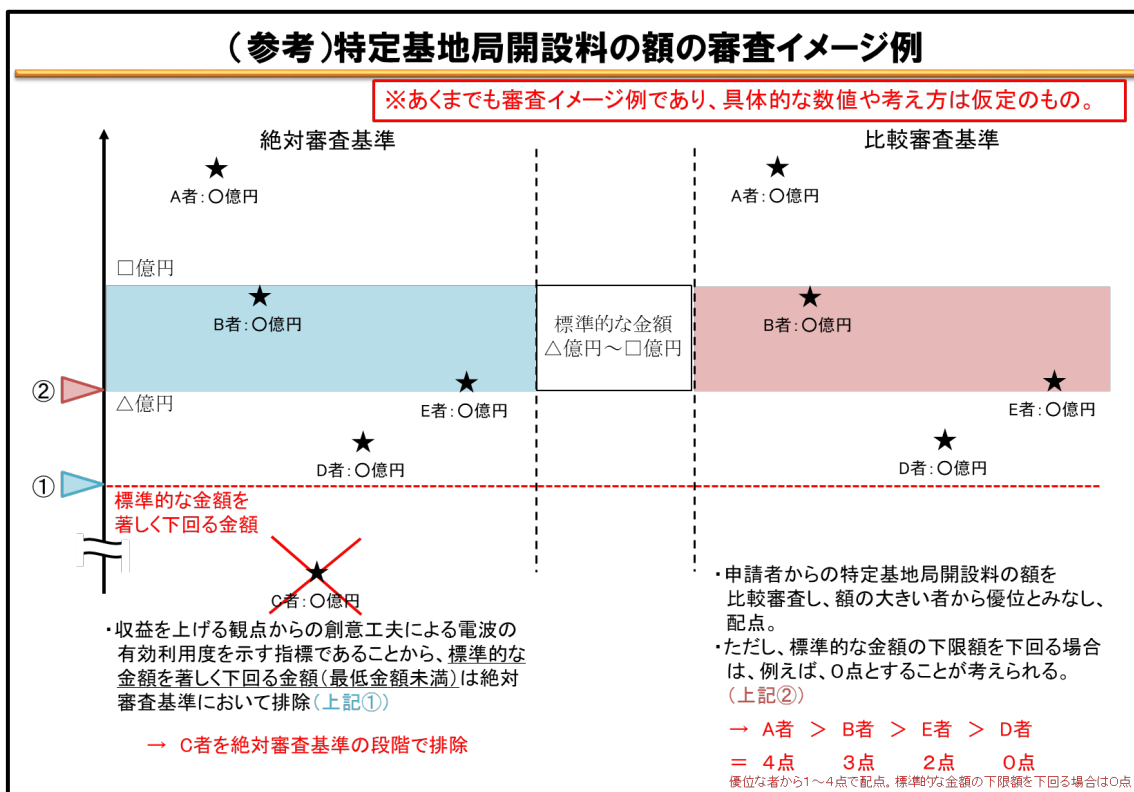 （参考）特定基地局開設料の額の審査イメージ例
※あくまでも審査イメージ例であり、具体的な数値や考え方は仮定のもの。
絶対審査基準
比較審査基準
A者：〇億円
A者：〇億円
□億円
B者：〇億円
標準的な金額
△億円～□億円
B者：〇億円
②
△億円
E者：〇億円
E者：〇億円
D者：〇億円
D者：〇億円
①
標準的な金額を
著しく下回る金額
C者：〇億円
・収益を上げる観点からの創意工夫による電波の
有効利用度を示す指標であることから、標準的な
金額を著しく下回る金額（最低金額未満）は絶対
審査基準において排除（上記①）
→ C者を絶対審査基準の段階で排除
・申請者からの特定基地局開設料の額を
比較審査し、額の大きい者から優位とみなし、
配点。
・ただし、標準的な金額の下限額を下回る場合
は、例えば、０点とすることが考えられる。
（上記②）
→ A者 ＞ B者 ＞ E者 ＞ D者
＝ ４点 ３点 ２点 ０点
優位な者から1～4点で配点。標準的な金額の下限額を下回る場合は0点